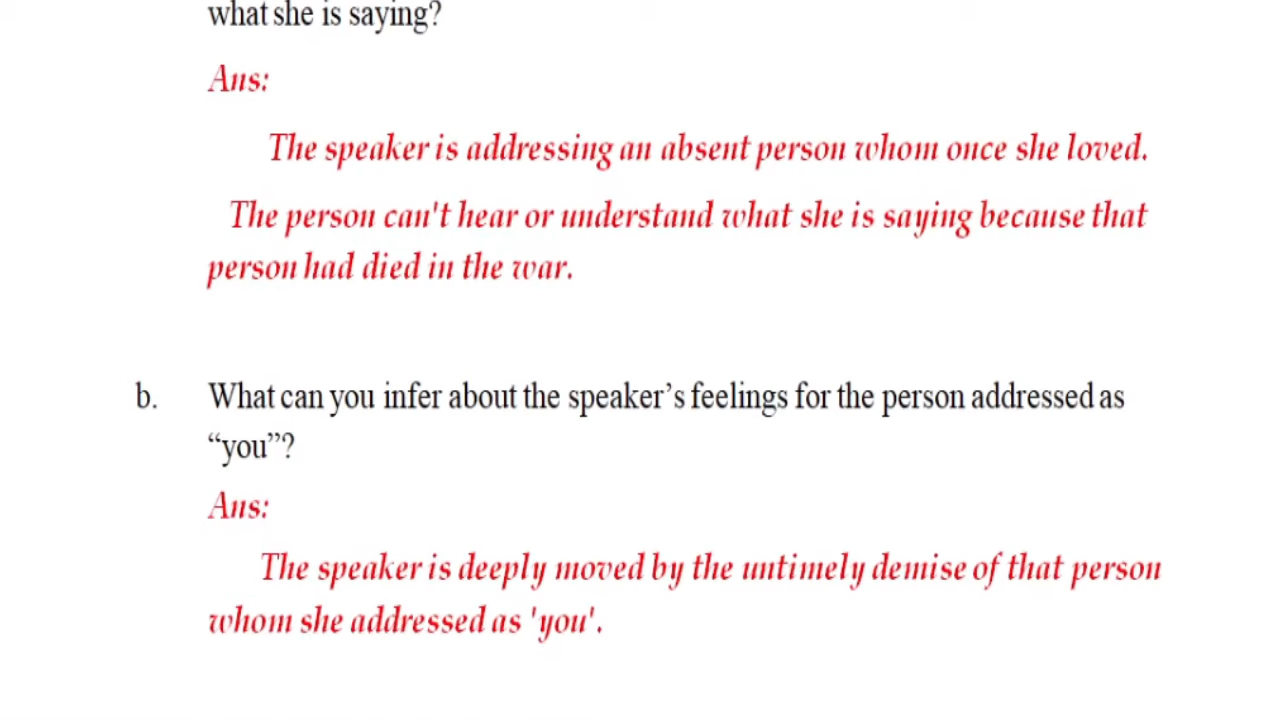 what she is saying?
Ans:
The speaker is addressing an absent person whom once she loved.
The person can't hear or understand what she is saying because that
person had died in the war.
b. What can you infer about the speaker’s feelings for the person addressed as
“you”?
Ans:
The speaker is deeply moved by the untimely demise of that person
whom she addressed as 'you'.